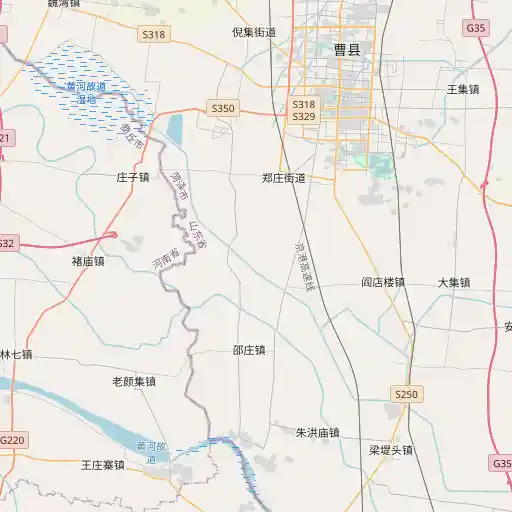 魏湾镇
倪集街道
S318
曹县
G35
黄河故道
湿地
S350
S318
S329
王集镇
商丘市
21
庄子镇
菏泽市
郑庄街道
山东省
S32
河南省
褚庙镇
京港高速线
阎店楼镇
大集镇
安
邵庄镇
林七镇
老颜集镇
S250
G220
黄河故
道
朱洪庙镇
梁堤头镇
王庄寨镇
G35